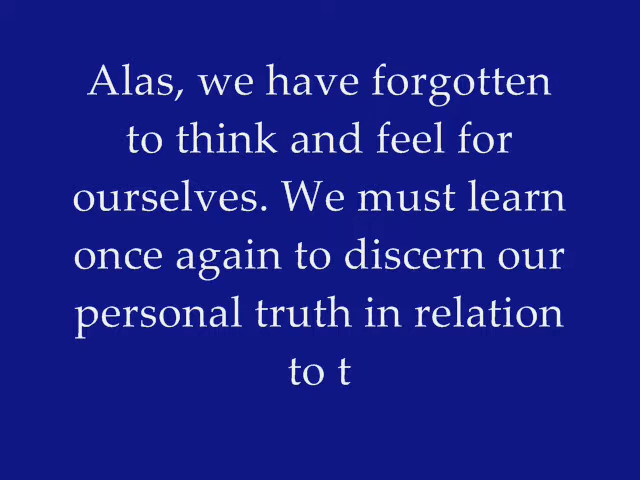 Alas, we have forgotten
to think and feel for
ourselves. We must learn
once again to discern our
personal truth in relation
to t